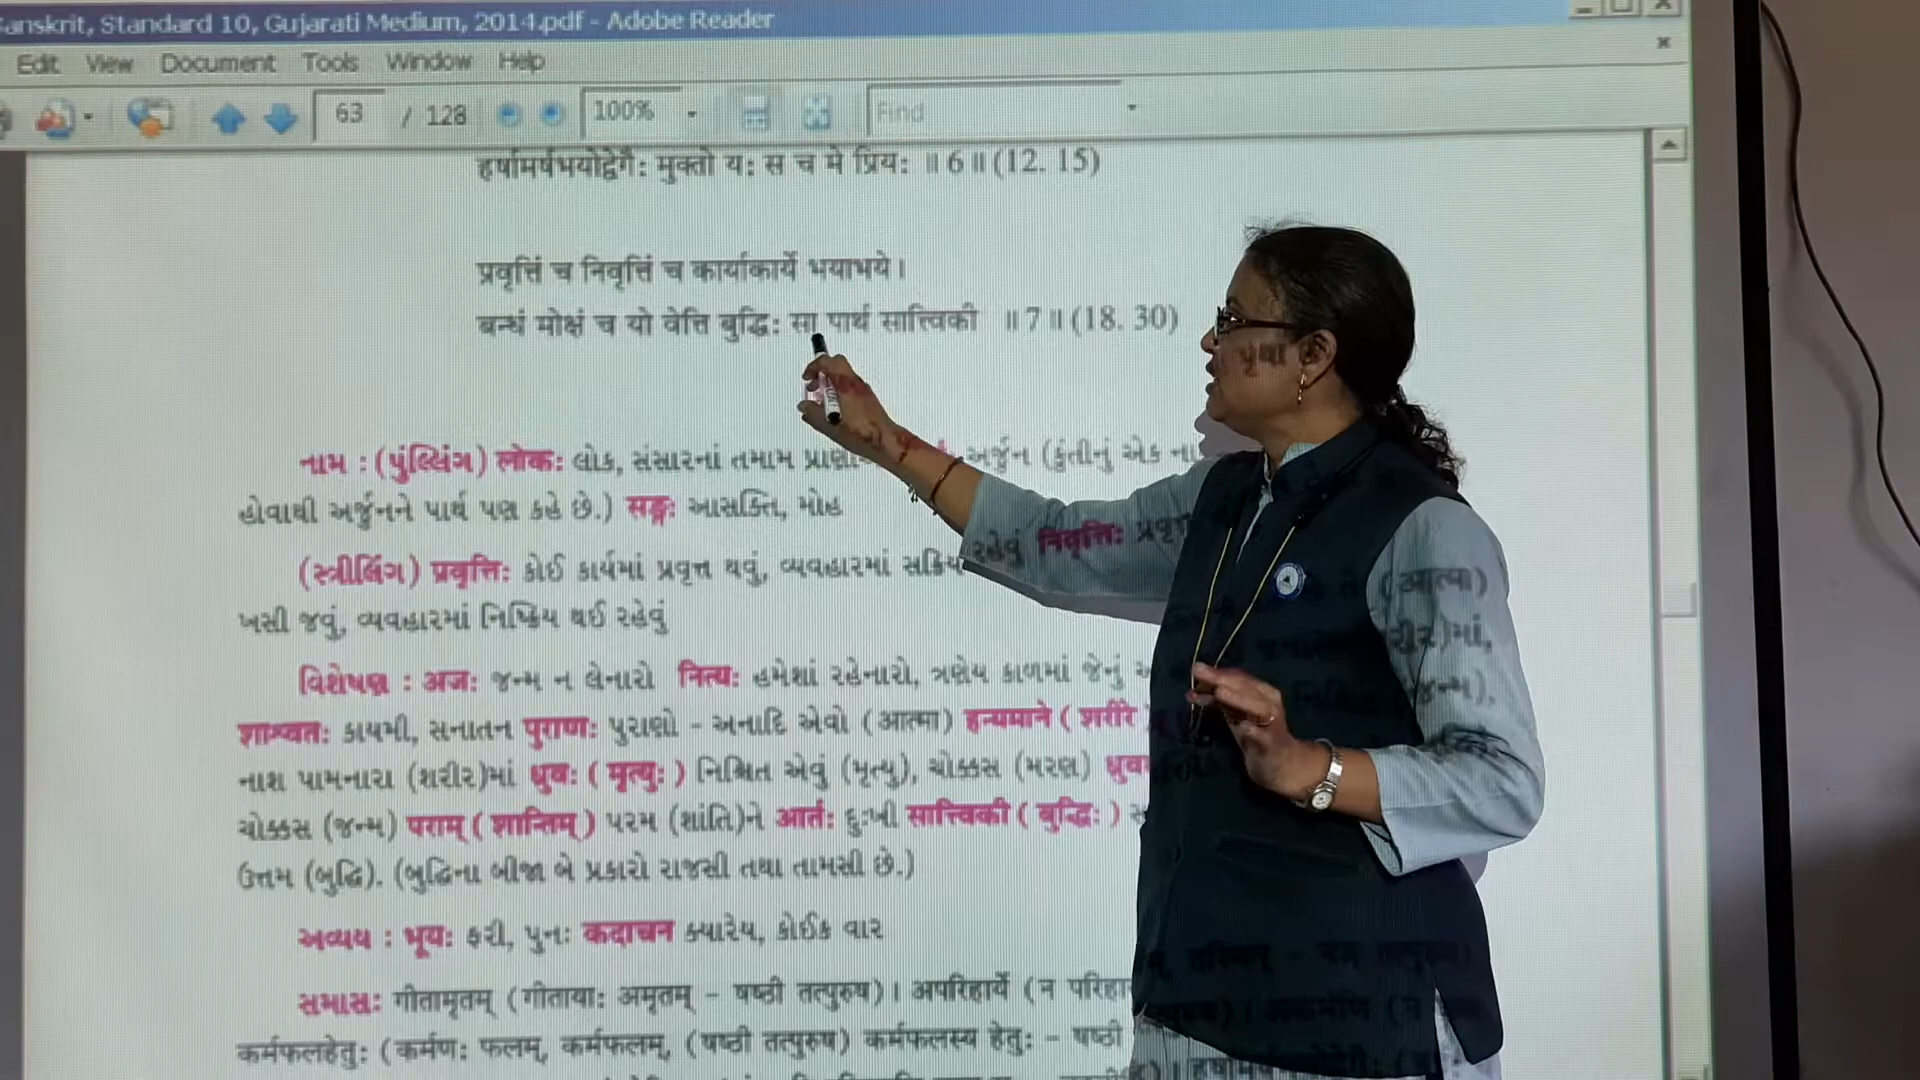 anskrit, Standard 10, Gujarati Medium, 2014.pdf - Adobe Reader
Edit View Document Tools Window Help
63 / 128 100% Find
हर्षामर्षभयोद्वेगैः मुक्तो यः स च मे प्रियः ॥ 6 ॥ (12. 15)
प्रवृत्तिं च निवृत्तिं च कार्याकार्ये भयाभये ।
बन्धं मोक्षं च यो वेत्ति बुद्धिः सा पार्थ सात्त्विकी ॥ 7 ॥ (18. 30)
નામ : (પુંલ્લિંગ) लोकः લોક, સંસારનાં તમામ અર્જુન (કુંતીનું એક
હોવાથી અર્જુનને પાર્થ પણ કહે છે.) सङ्गः આસક્તિ, મોહ
(સ્ત્રીલિંગ) प्रवृत्तिः કોઈ કાર્યમાં પ્રવૃત્ત થવું, વ્યવહારમાં સક્રિય રહેવું निवृत्तिः
ખસી જવું, વ્યવહારમાં નિષ્ક્રિય થઈ રહેવું
વિશેષણ : अजः જન્મ ન લેનારો नित्यः હમેશાં રહેનારો, ત્રણેય કાળમાં જેનું
शाश्वतः કાયમી, સનાતન पुराणः પુરાણો - અનાદિ એવો (આત્મા) हन्यमाने ( शरीरे
નાશ પામનારા (શરીર)માં ध्रुवः ( मृत्युः ) નિશ્ચિત એવું (મૃત્યુ), ચોક્કસ (મરણ)
ચોક્કસ (જન્મ) पराम् ( शान्तिम् ) પરમ (શાંતિ)ને आर्तः દુઃખી सात्त्विकी ( बुद्धिः )
ઉત્તમ (બુદ્ધિ). (બુદ્ધિના બીજા બે પ્રકારો રાજસી તથા તામસી છે.)
અવ્યય : भूयः ફરી, પુનઃ कदाचन ક્યારેય, કોઈક વાર
સમાસઃ गीतामृतम् (गीतायाः अमृतम् - षष्ठी तत्पुरुष) । अपरिहार्ये (न
कर्मफलहेतुः (कर्मणः फलम्, कर्मफलम्, (षष्ठी तत्पुरुष) कर्मफलस्य हेतुः - षष्ठी